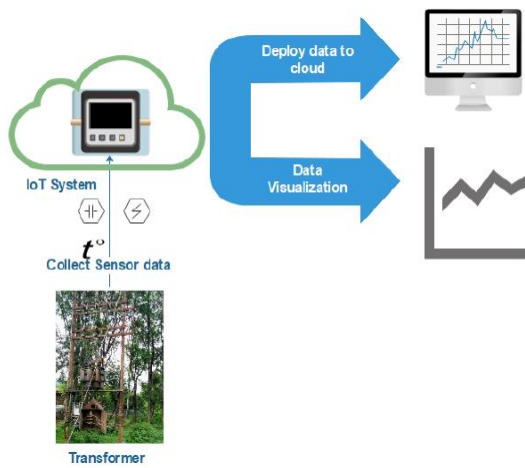 Deploy data to
cloud
IoT System
Data
Visualization
t°
Collect Sensor data
Transformer